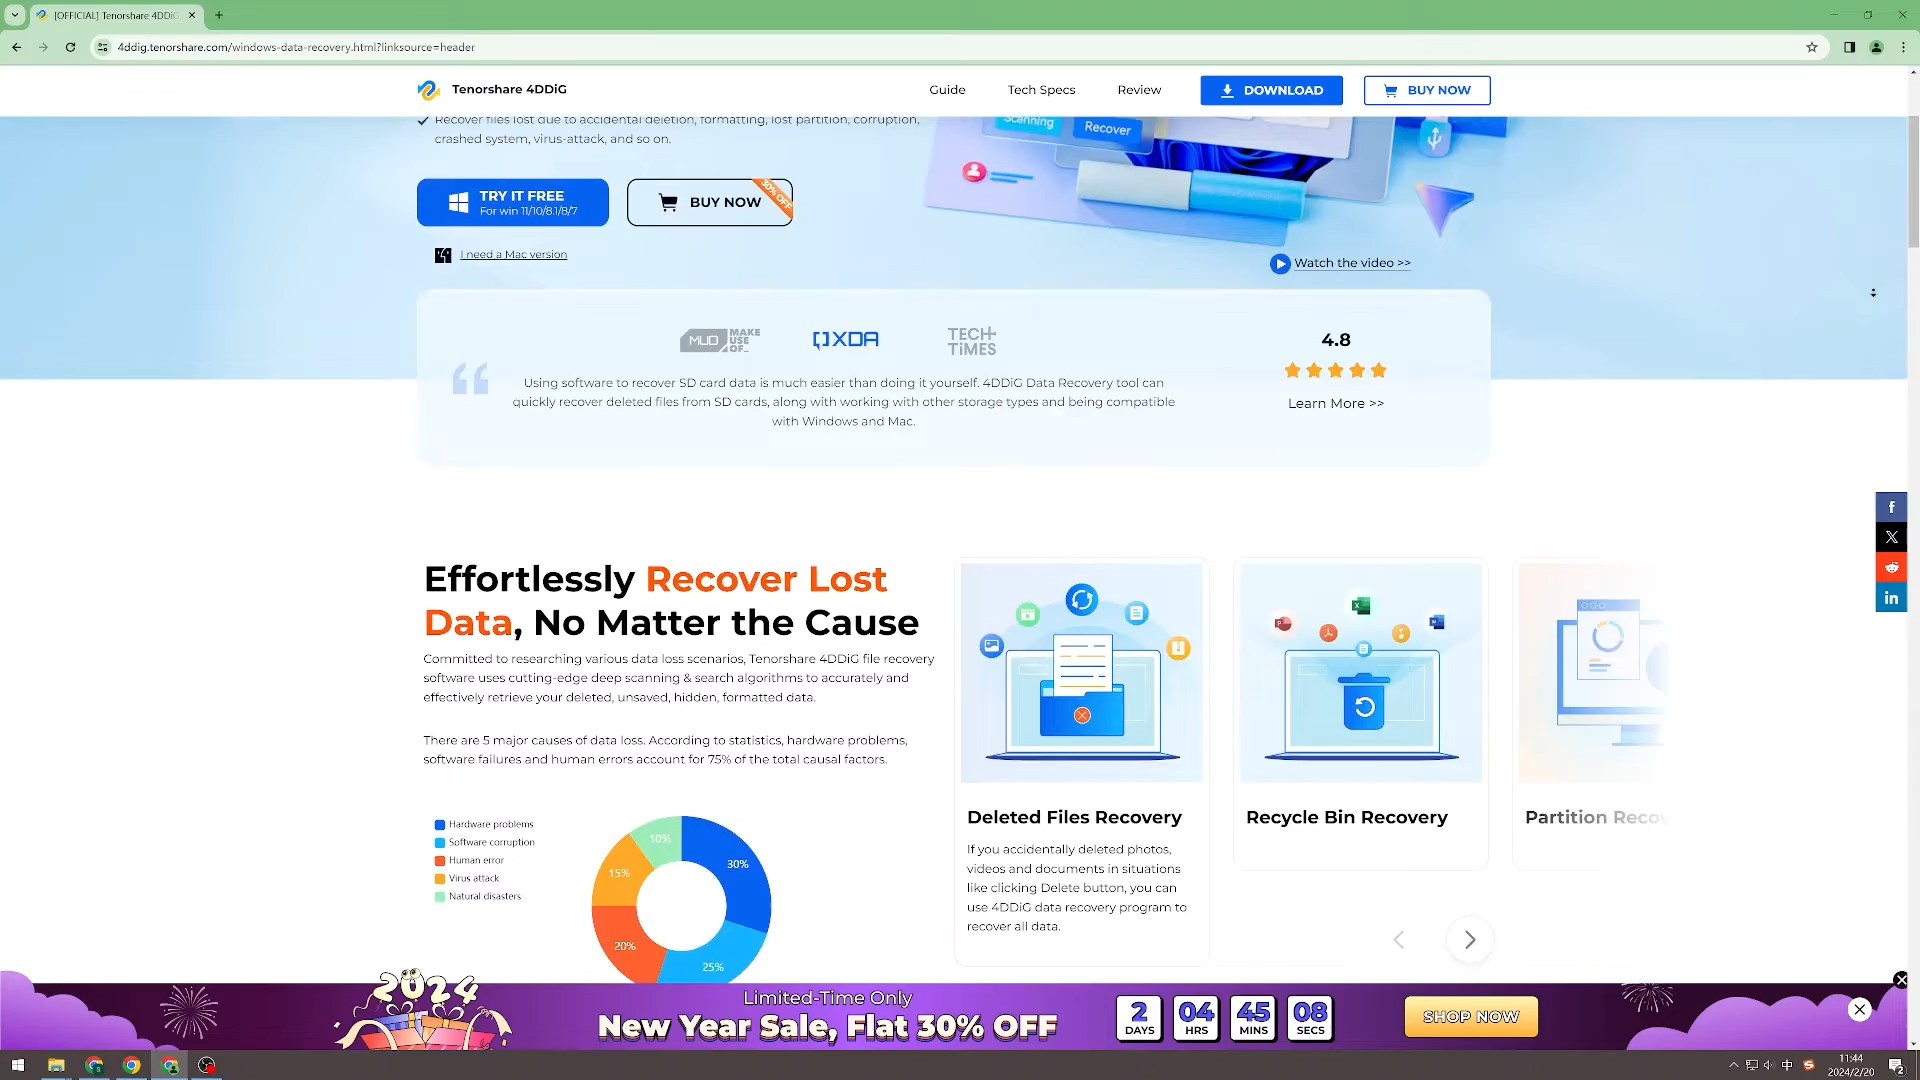 [OFFICIAL] Tenorshare 4DDiG
4ddig.tenorshare.com/windows-data-recovery.html?linksource=header
Tenorshare 4DDiG
Guide
Tech Specs
Review
DOWNLOAD
BUY NOW
Recover files lost due to accidental deletion, formatting, lost partition, corruption,
crashed system, virus-attack, and so on.
Scanning
Recover
TRY IT FREE
For win 11/10/8.1/8/7
BUY NOW
30% OFF
I need a Mac version
Watch the video >>
MUO MAKE USE OF_
XDA
TECH TiMES
4.8
Using software to recover SD card data is much easier than doing it yourself. 4DDiG Data Recovery tool can
quickly recover deleted files from SD cards, along with working with other storage types and being compatible
with Windows and Mac.
Learn More >>
Effortlessly Recover Lost
Data, No Matter the Cause
Committed to researching various data loss scenarios, Tenorshare 4DDiG file recovery
software uses cutting-edge deep scanning & search algorithms to accurately and
effectively retrieve your deleted, unsaved, hidden, formatted data.
There are 5 major causes of data loss. According to statistics, hardware problems,
software failures and human errors account for 75% of the total causal factors.
Hardware problems
Software corruption
Human error
Virus attack
Natural disasters
10%
30%
15%
20%
25%
Deleted Files Recovery
If you accidentally deleted photos,
videos and documents in situations
like clicking Delete button, you can
use 4DDiG data recovery program to
recover all data.
Recycle Bin Recovery
Partition Recov
f
X
in
2024
Limited-Time Only
New Year Sale, Flat 30% OFF
2 DAYS
04 HRS
45 MINS
08 SECS
SHOP NOW
中
11:44
2024/2/20
2